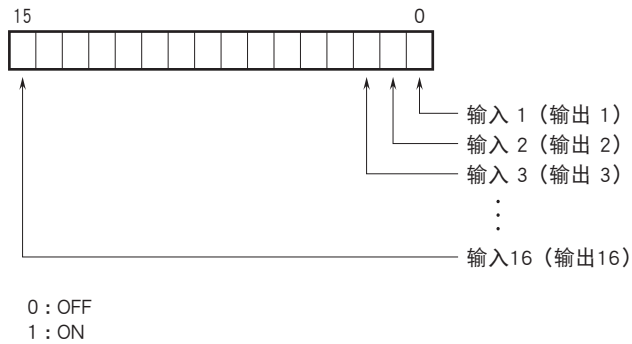 15 0
输入 1（输出 1）
输入 2（输出 2）
输入 3（输出 3）
输入16（输出16）
0：OFF
1：ON